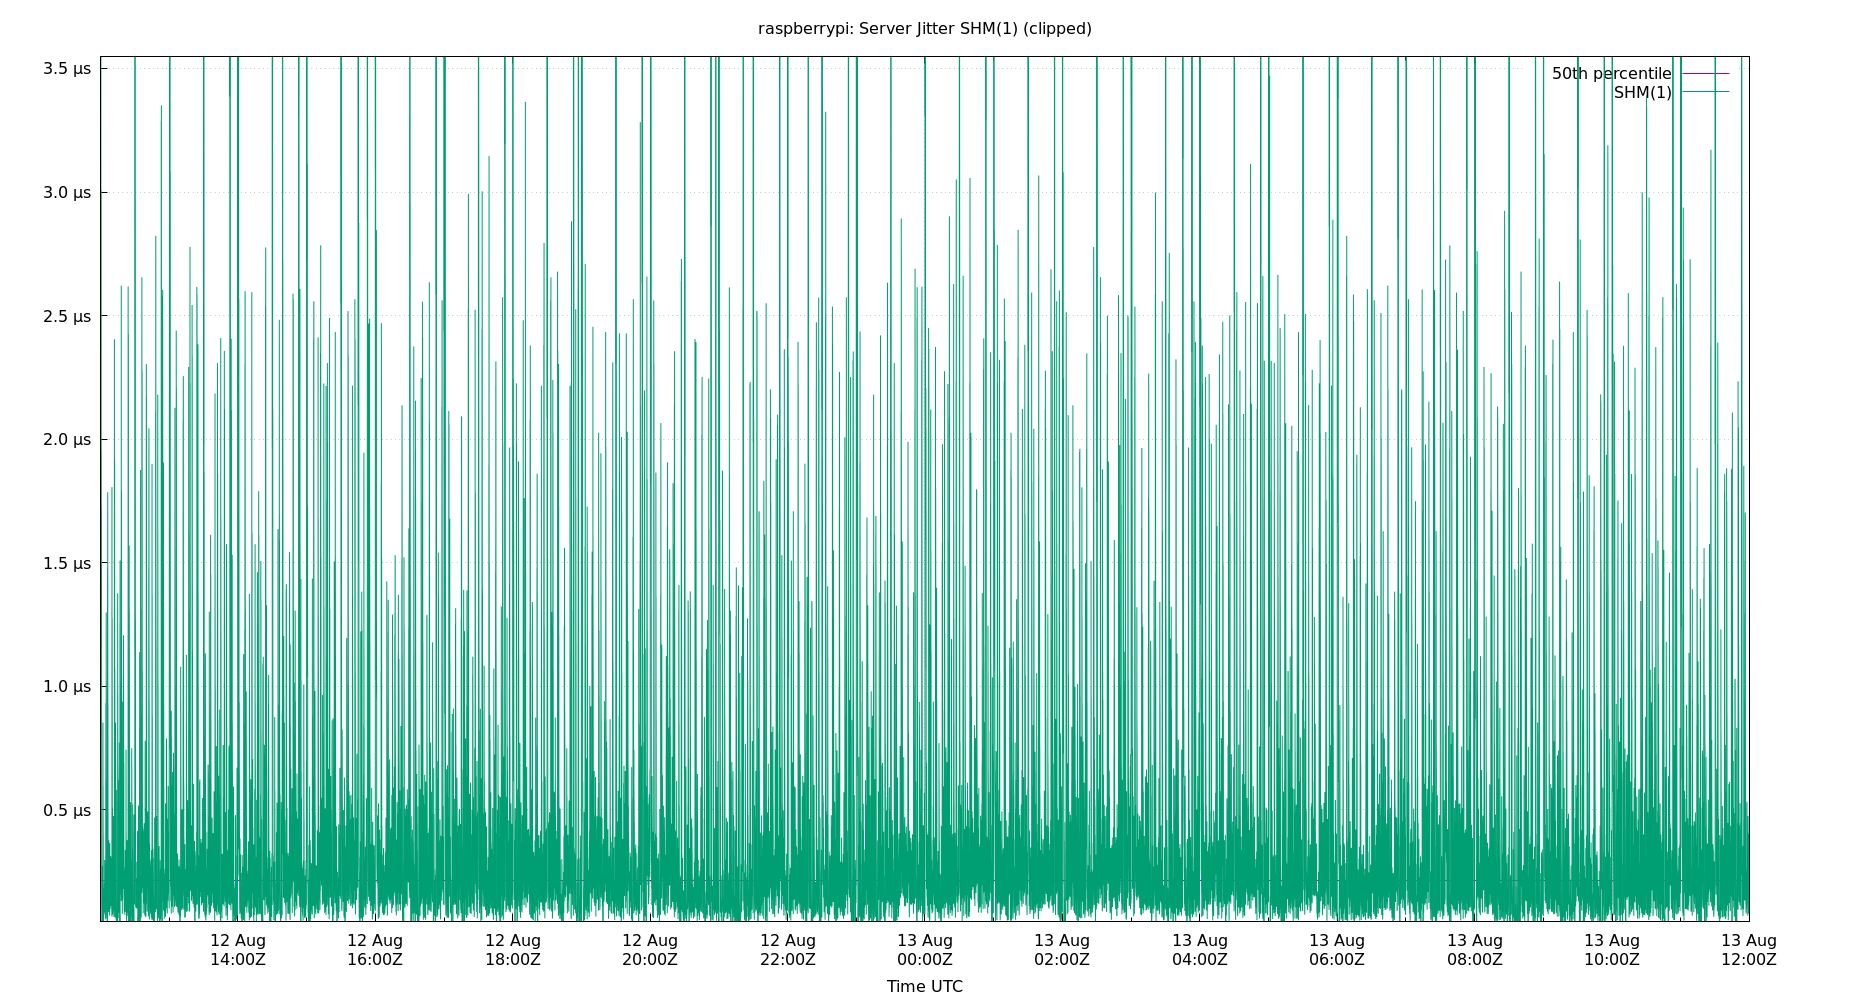 raspberrypi: Server Jitter SHM(1) (clipped)
3.5 μs
50th percentile
SHM(1)
3.0 μs
2.5 μs
2.0 μs
1.5 μs
1.0 μs
0.5 μs
12 Aug 12 Aug 12 Aug 12 Aug 12 Aug 13 Aug 13 Aug 13 Aug 13 Aug 13 Aug 13 Aug 13 Aug
14:00Z 16:00Z 18:00Z 20:00Z 22:00Z 00:00Z 02:00Z 04:00Z 06:00Z 08:00Z 10:00Z 12:00Z
Time UTC